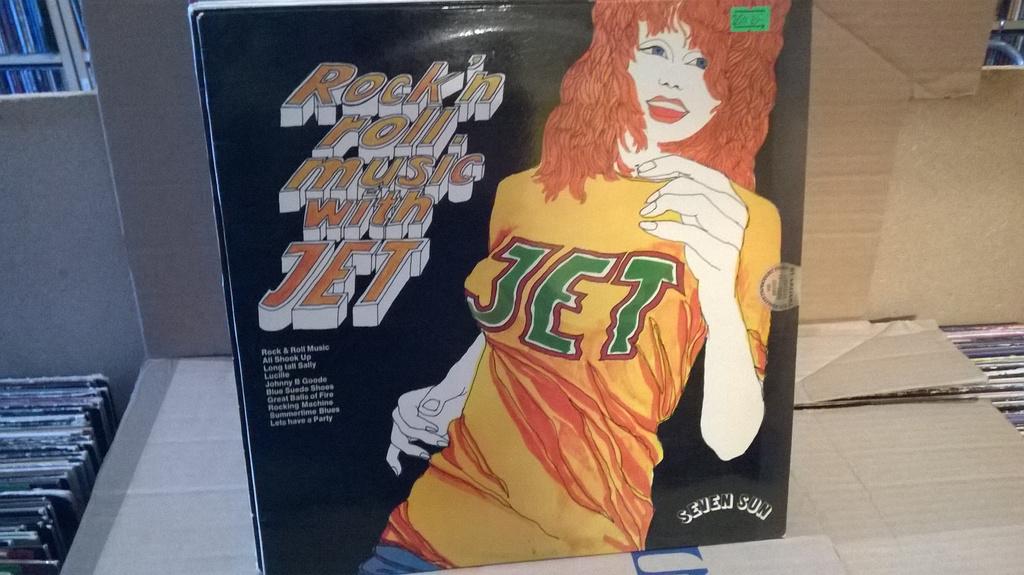 Rock'n
roll.
music
with
JET
JET
Rock & Roll Music
All Shook Up
Long tall Sally
Lucille
Johnny B Goode
Blue Suede Shoes
Great Balls of Fire
Rocking Machine
Summertime Blues
Lets have a Party
SEVEN SUN